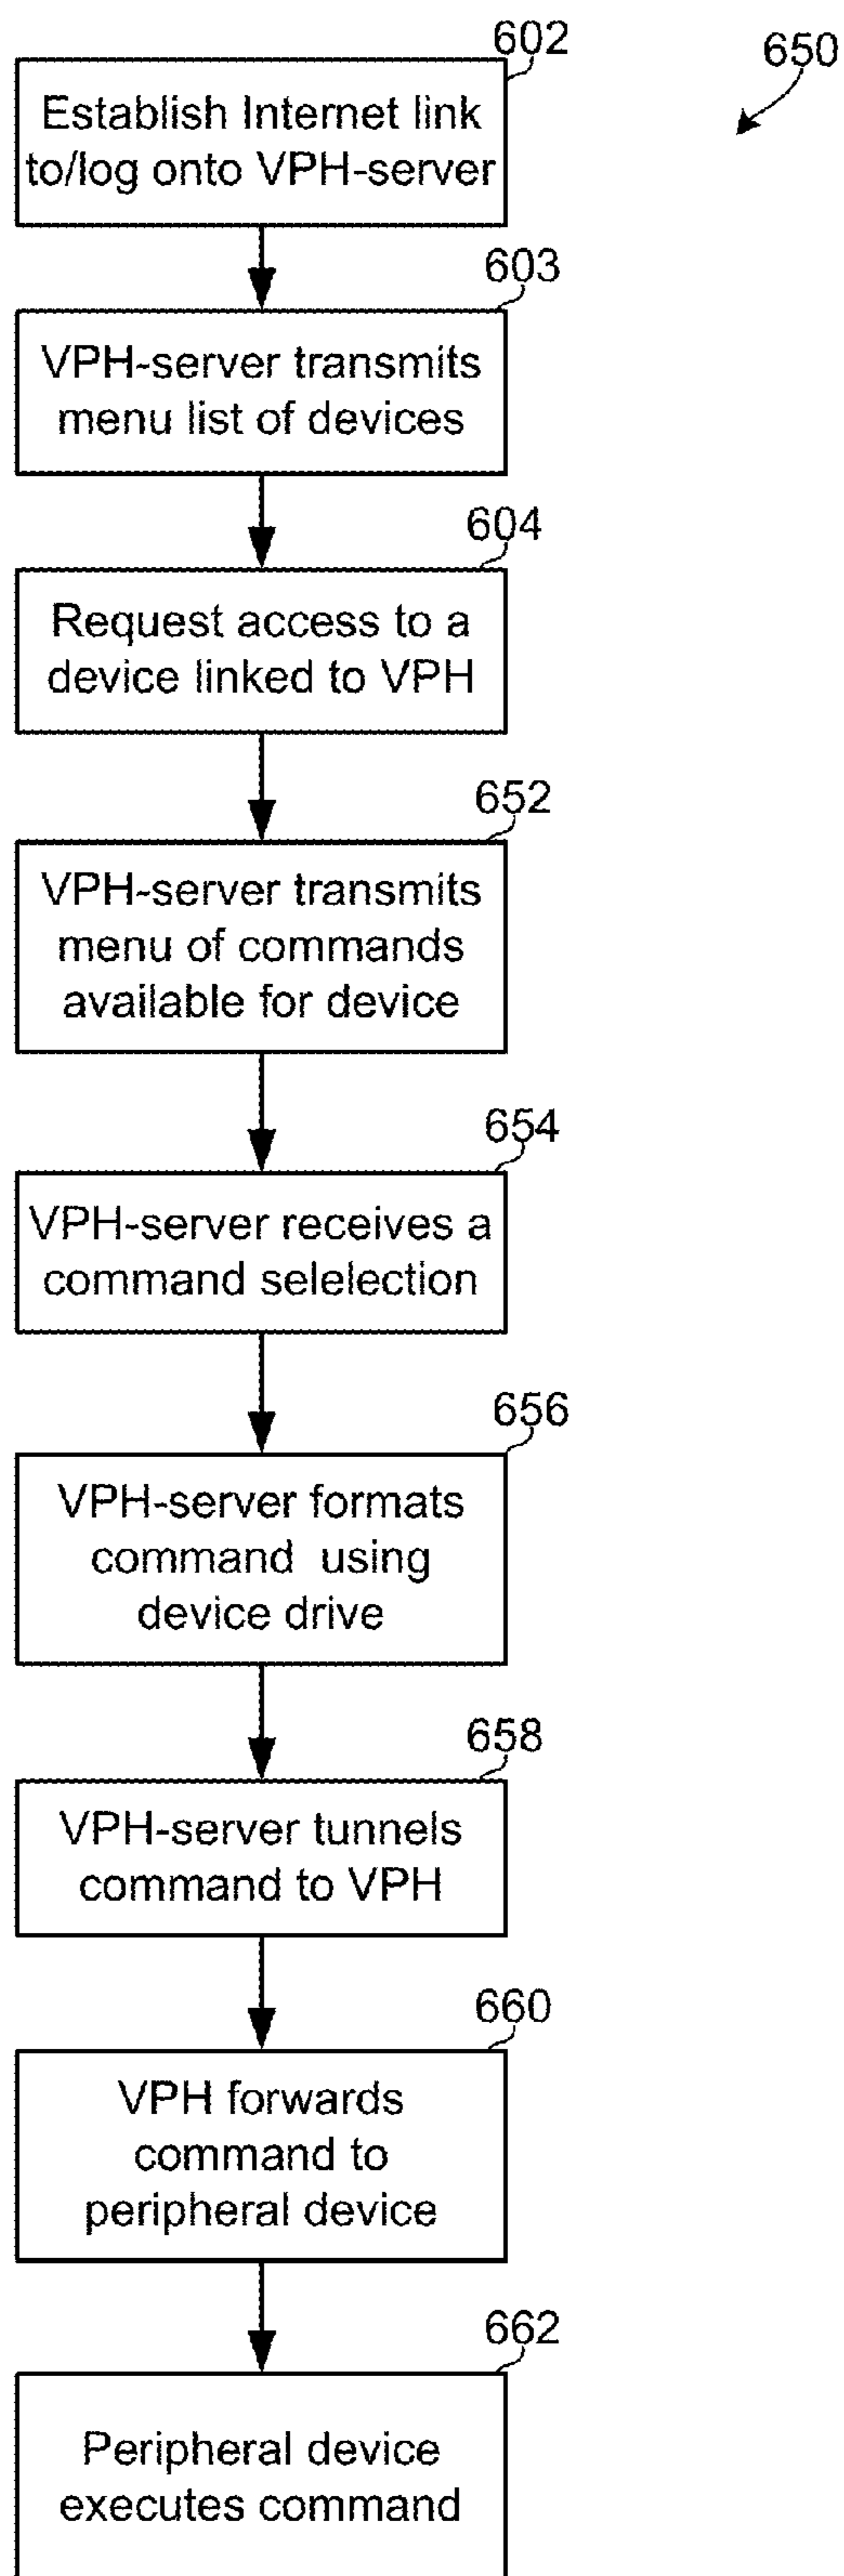 602
650
Establish Internet link
to/log onto VPH-server
603
VPH-server transmits
menu list of devices
604
Request access to a
device linked to VPH
652
VPH-server transmits
menu of commands
available for device
654
VPH-server receives a
command selelection
656
VPH-server formats
command using
device drive
658
VPH-server tunnels
command to VPH
660
VPH forwards
command to
peripheral device
662
Peripheral device
executes command